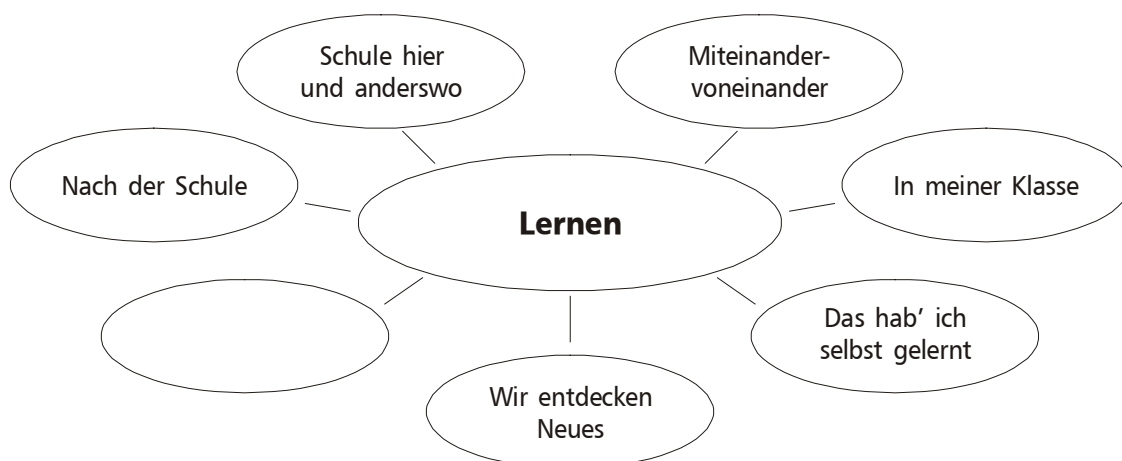 Schule hier
und anderswo
Miteinander-
voneinander
Nach der Schule
In meiner Klasse
Lernen
Das hab’ ich
selbst gelernt
Wir entdecken
Neues